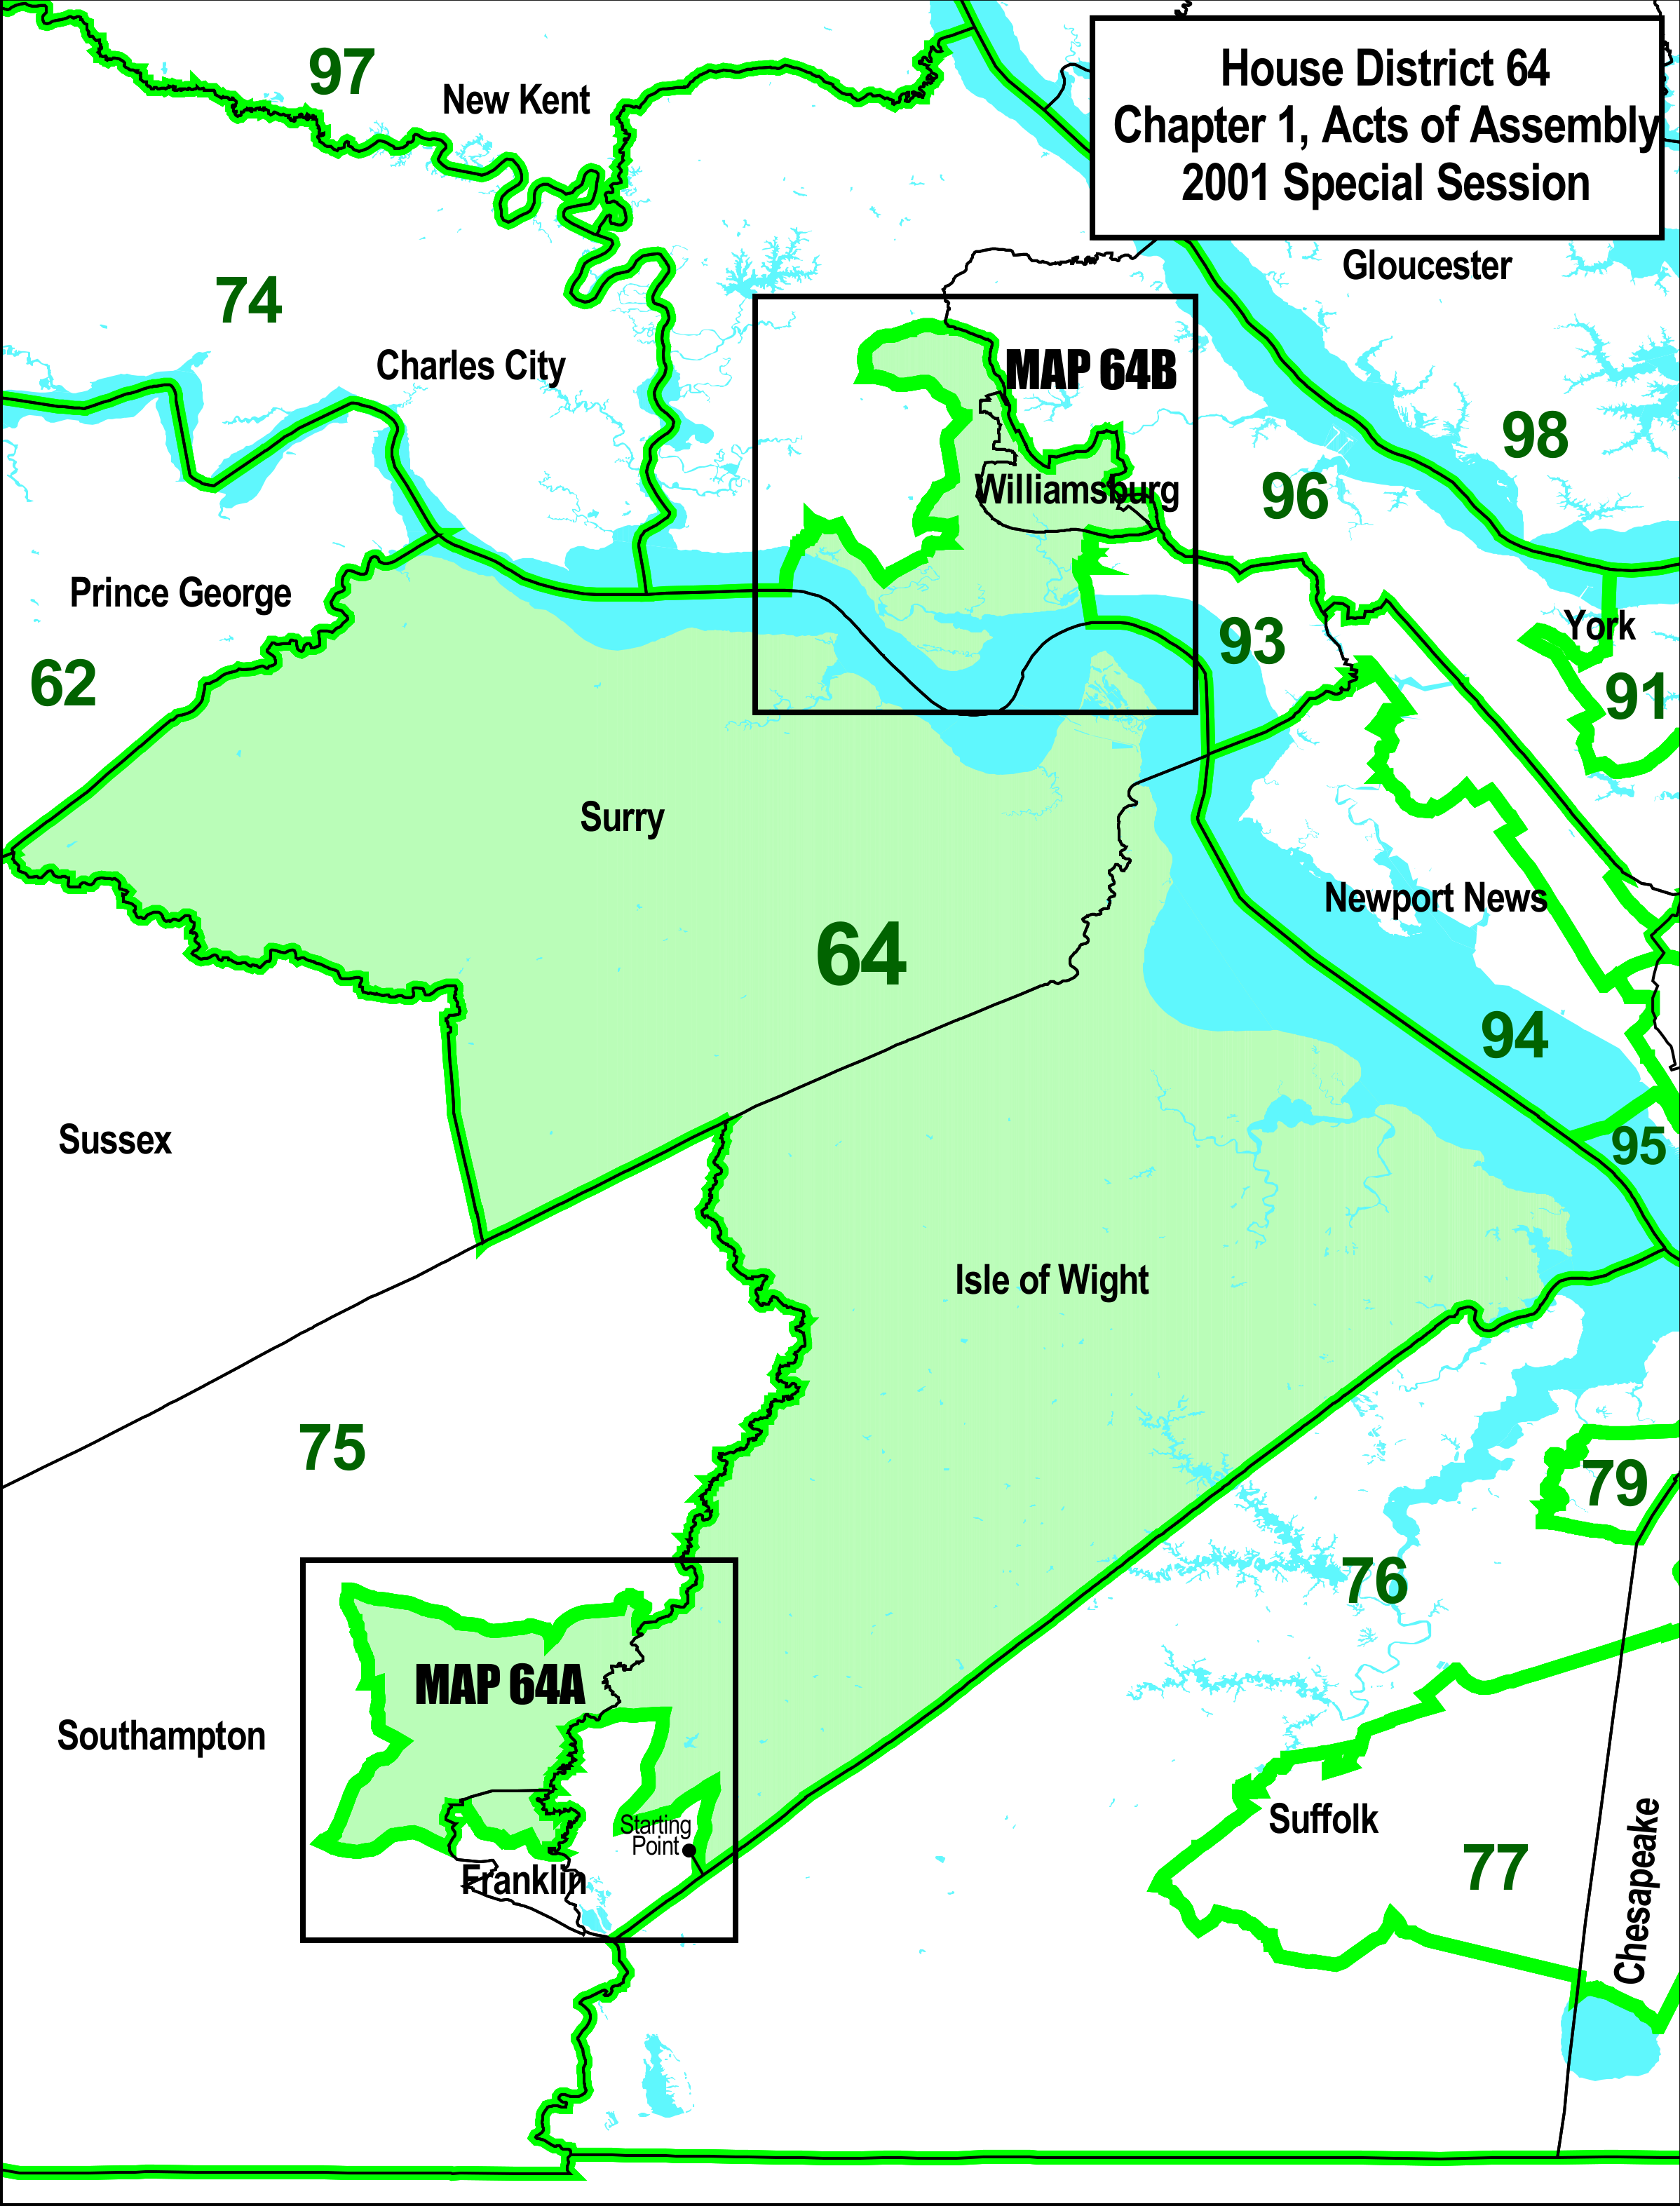 House District 64
Chapter 1, Acts of Assembly
2001 Special Session
97
New Kent
Gloucester
74
Charles City
MAP 64B
98
Williamsburg
96
Prince George
York
93
62
91
Surry
Newport News
64
94
Sussex
95
Isle of Wight
75
79
76
MAP 64A
Southampton
Suffolk
Starting
Point
77
Franklin
Chesapeake